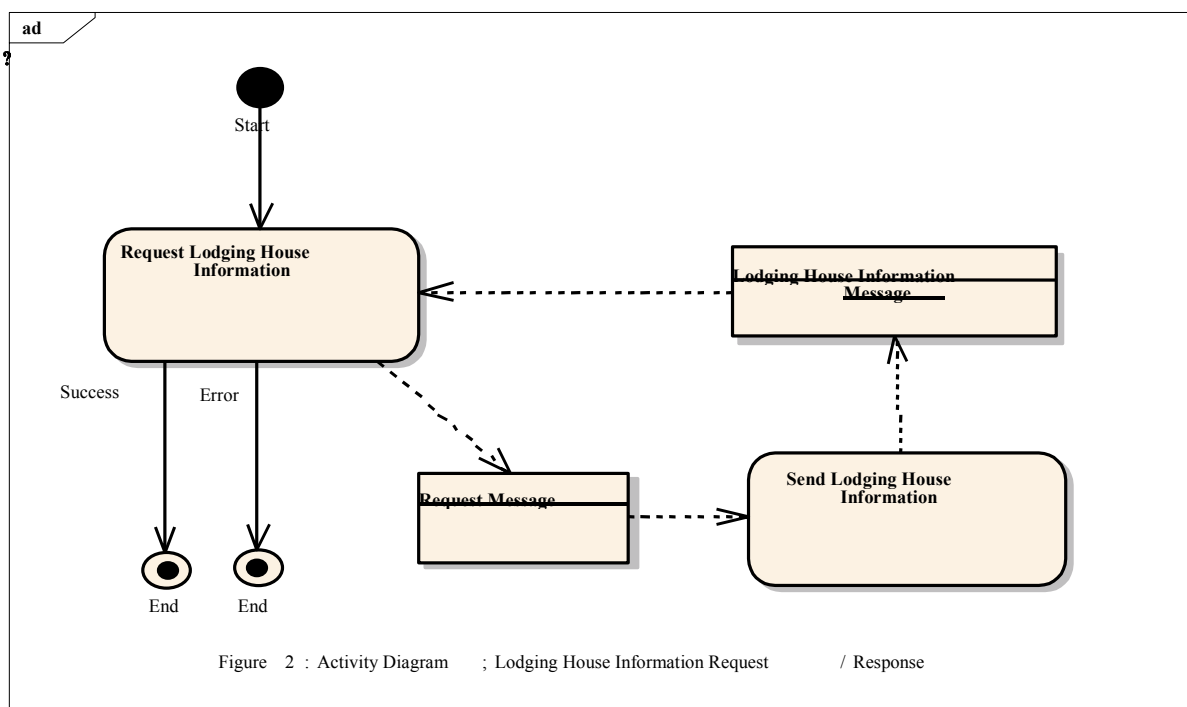 ad
?
Start
Request Lodging House
Information
Lodging House Information
Message
Success
Error
Request Message
Send Lodging House
Information
End
End
Figure 2 : Activity Diagram ; Lodging House Information Request / Response